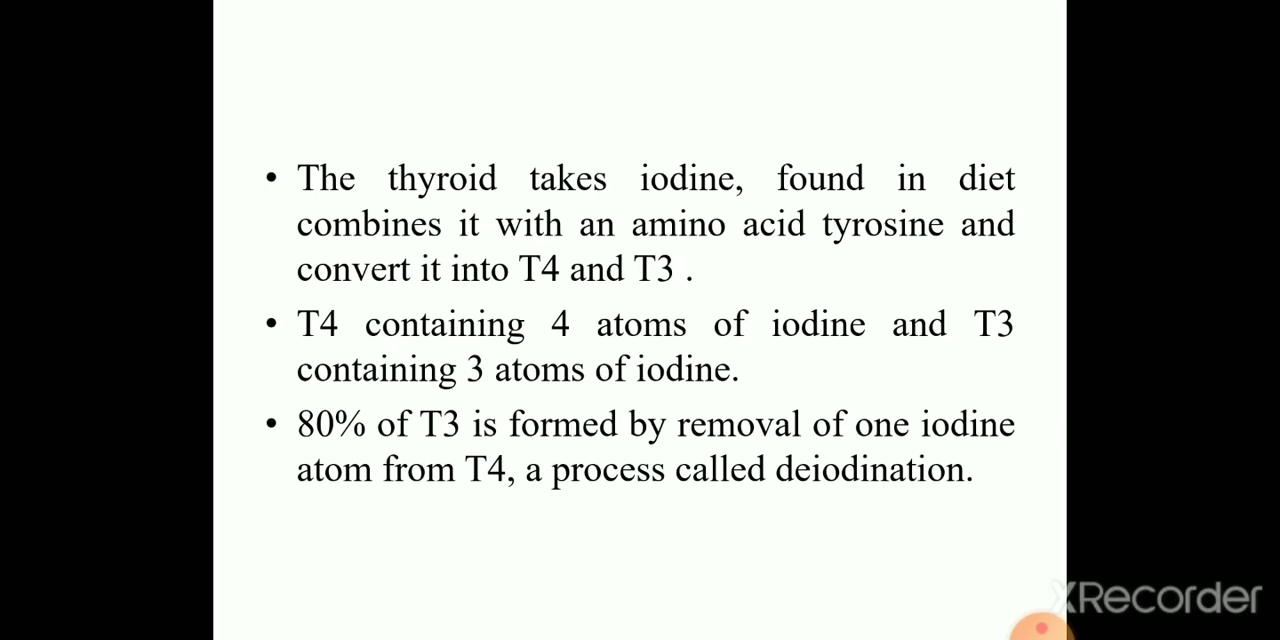 • The thyroid takes iodine, found in diet
combines it with an amino acid tyrosine and
convert it into T4 and T3 .
• T4 containing 4 atoms of iodine and T3
containing 3 atoms of iodine.
• 80% of T3 is formed by removal of one iodine
atom from T4, a process called deiodination.
XRecorder